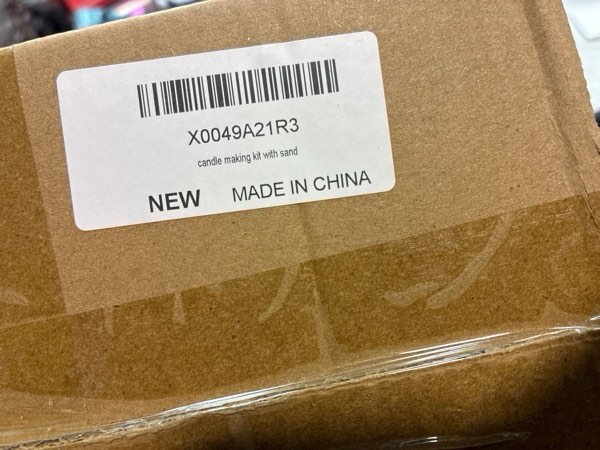 X0049A21R3
candle making kit with sand
NEW MADE IN CHINA